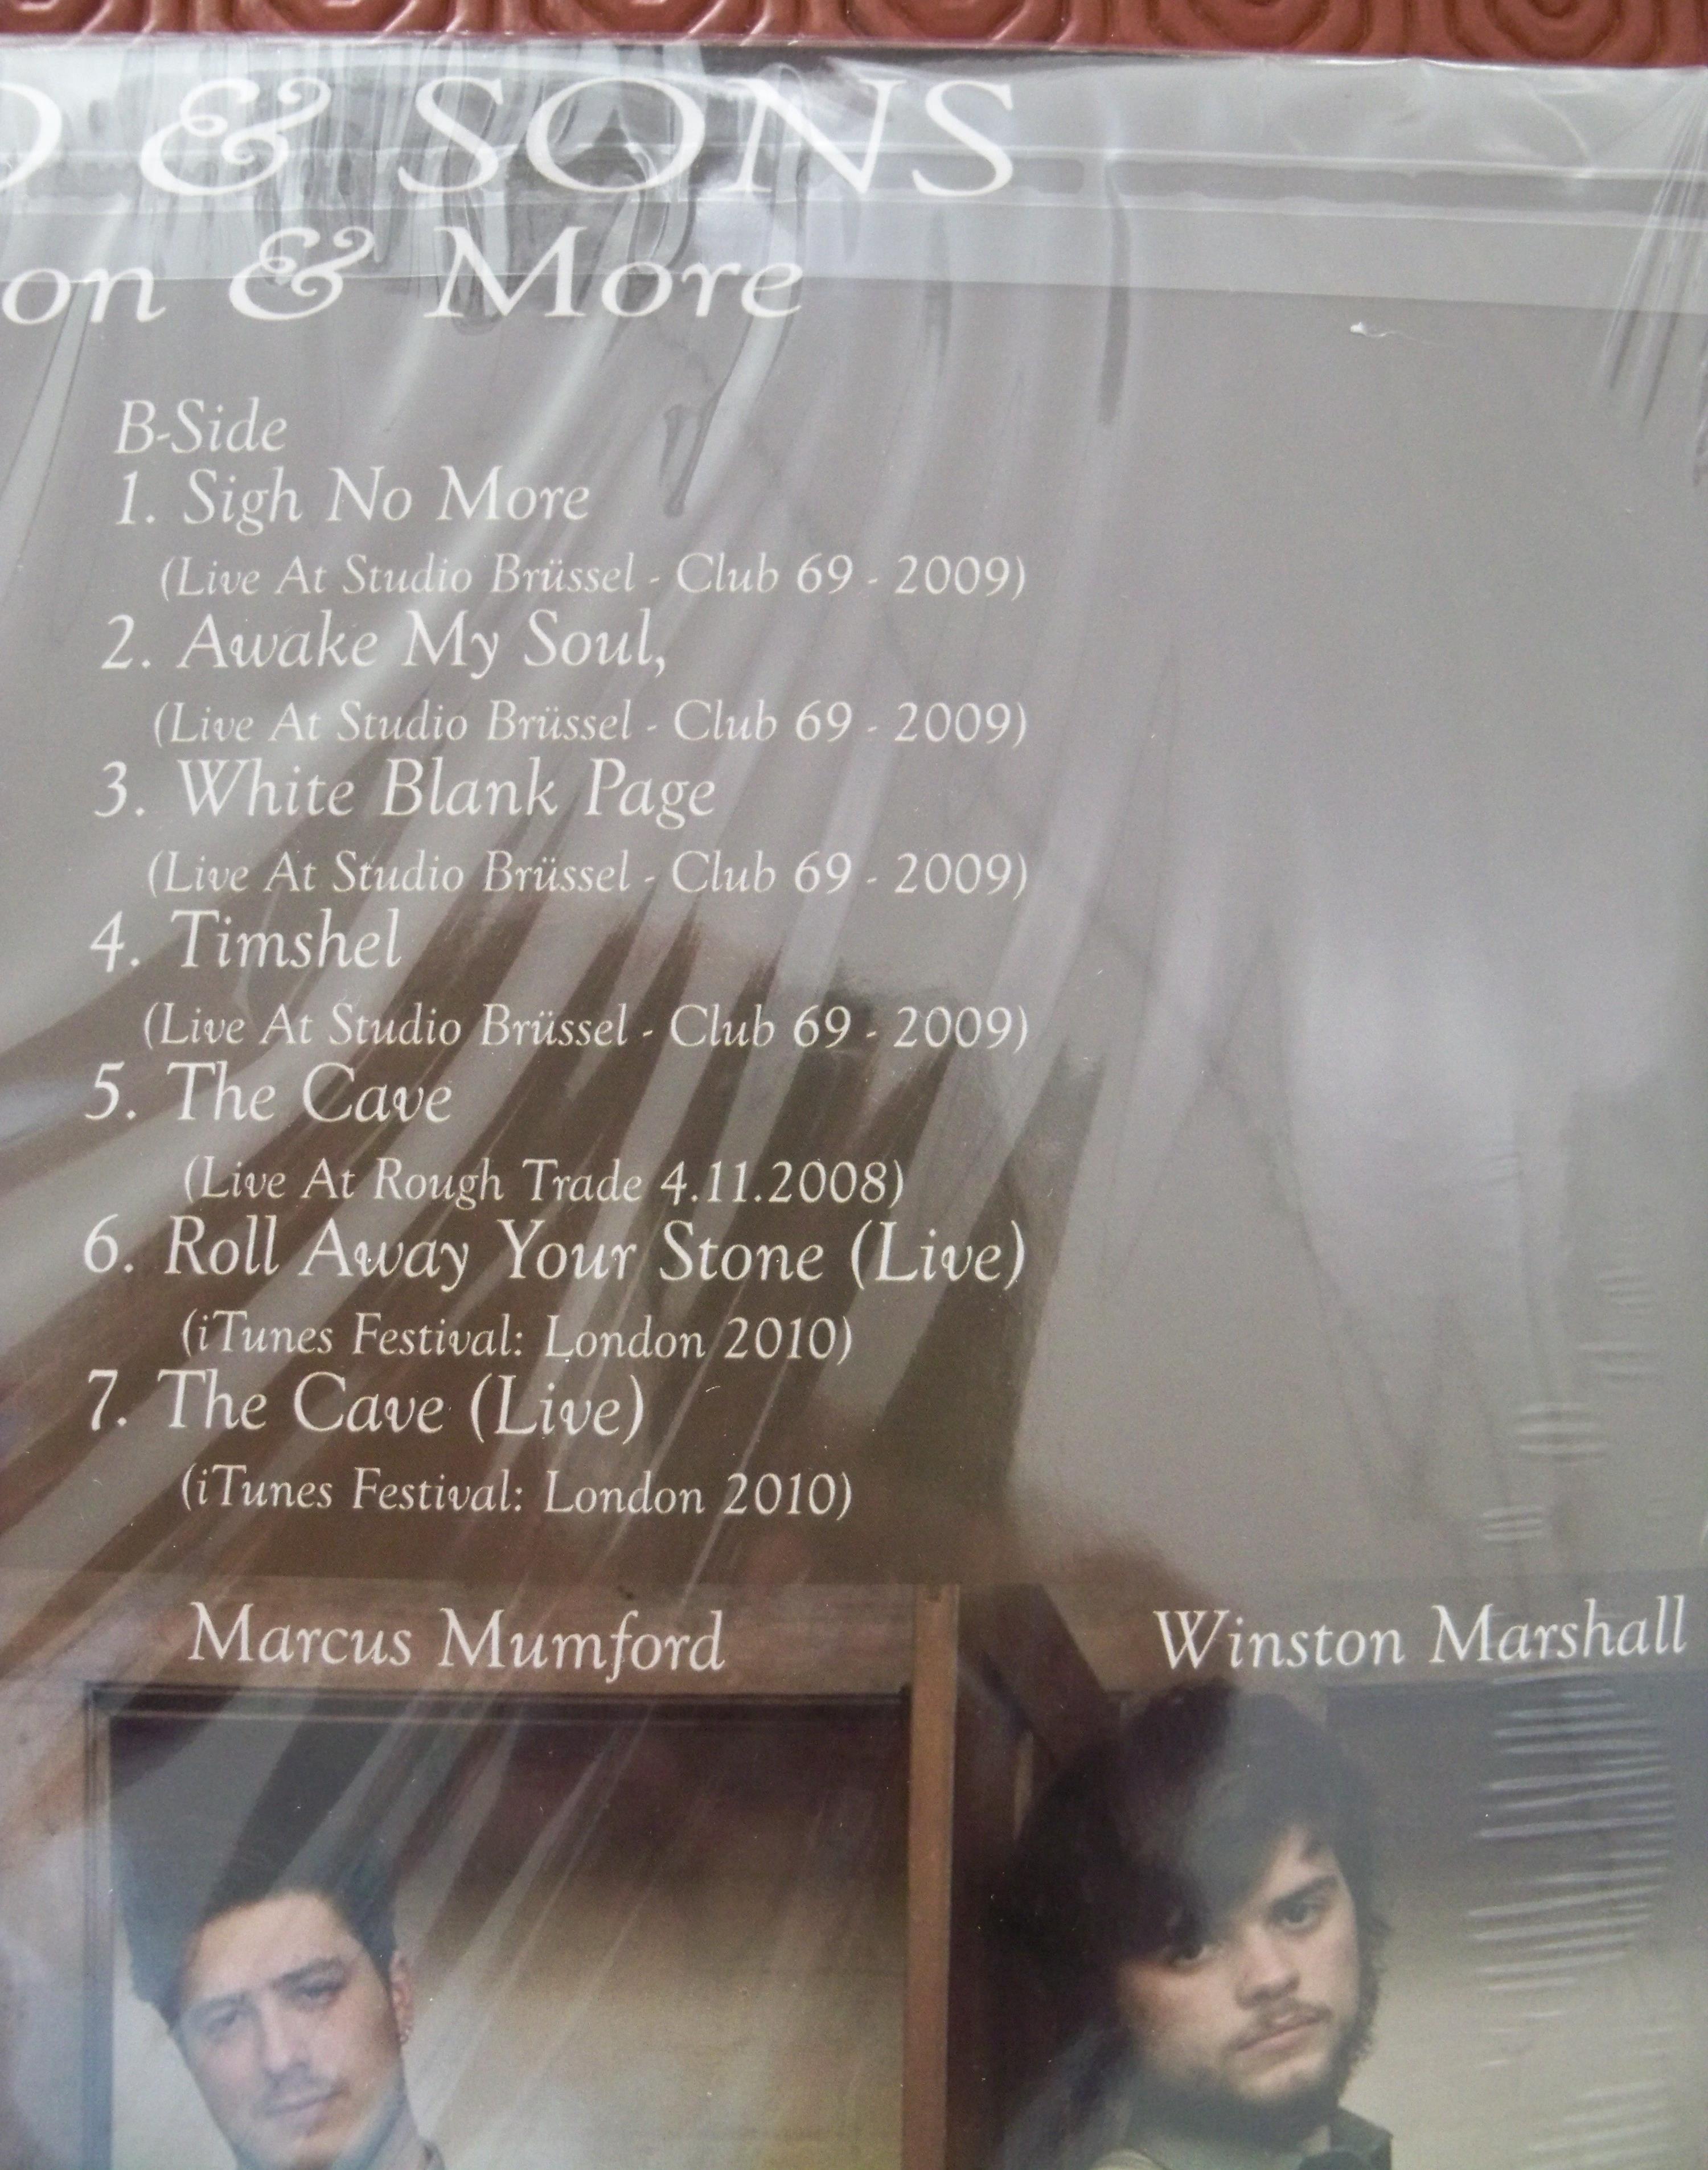 & SONS
on & More
B-Side
1. Sigh No More
(Live At Studio Brüssel - Club 69 - 2009)
2. Awake My Soul,
(Live At Studio Brüssel - Club 69 - 2009)
3. White Blank Page
(Live At Studio Brüssel - Club 69 - 2009)
4. Timshel
(Live At Studio Brüssel - Club 69 - 2009)
5. The Cave
(Live At Rough Trade 4.11.2008)
6. Roll Away Your Stone (Live)
(iTunes Festival: London 2010)
7. The Cave (Live)
(iTunes Festival: London 2010)
Marcus Mumford
Winston Marshall